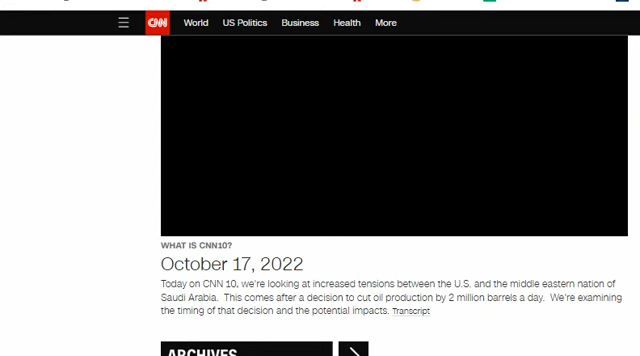 CNN World US Politics Business Health More
WHAT IS CNN10?
October 17, 2022
Today on CNN 10, we're looking at increased tensions between the U.S. and the middle eastern nation of
Saudi Arabia. This comes after a decision to cut oil production by 2 million barrels a day. We're examining
the timing of that decision and the potential impacts. Transcript
ARCHIVES